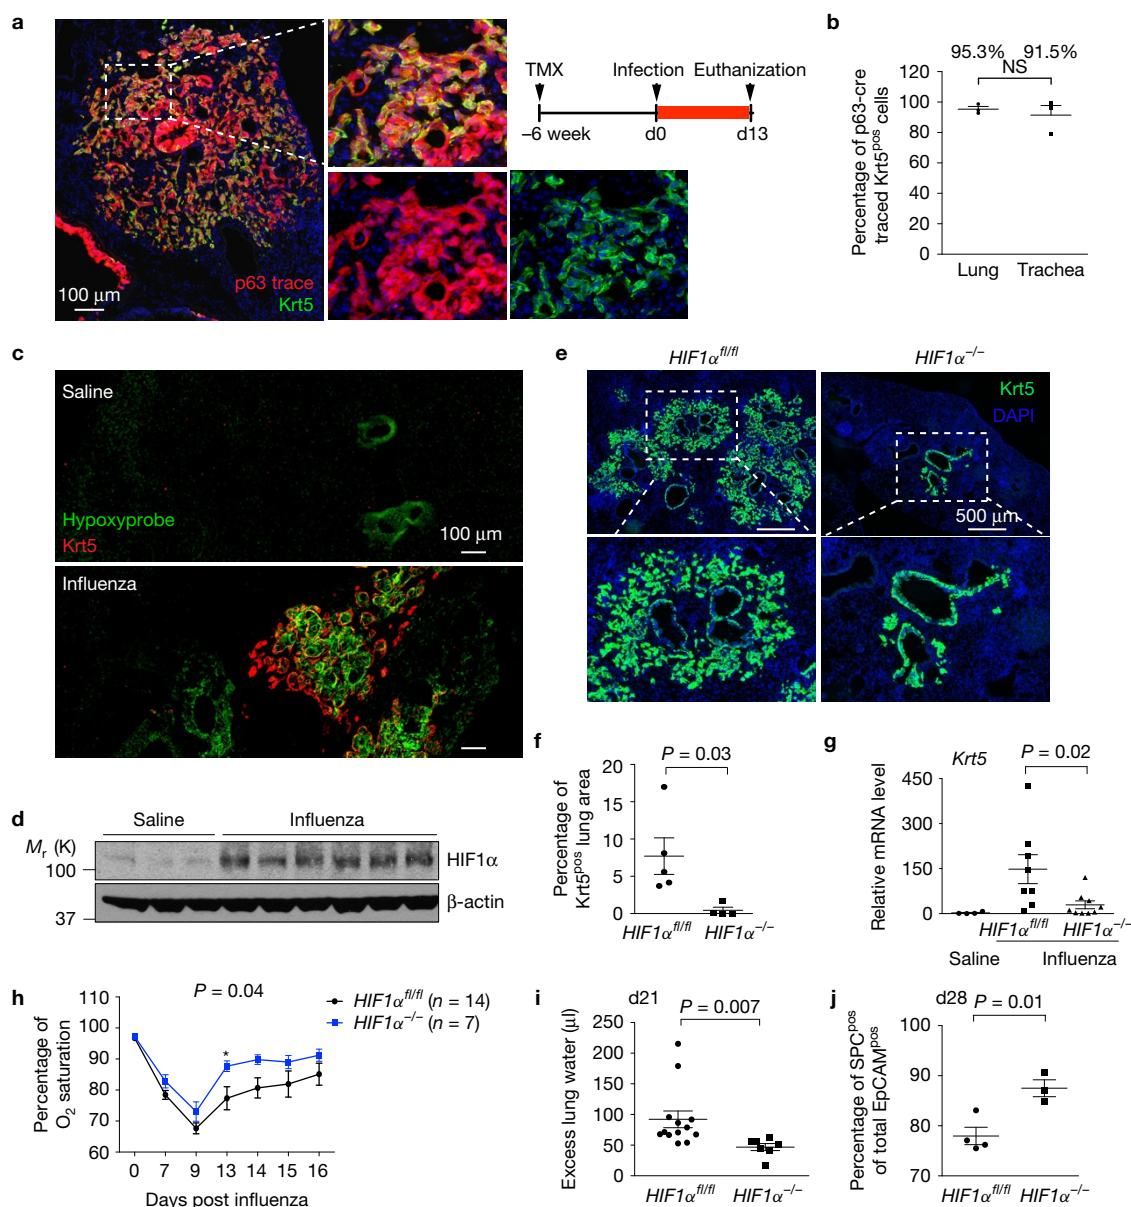 a
TMX
Infection
Euthanization
–6 week
d0
d13
p63 trace
Krt5
100 μm
b
95.3%
91.5%
NS
Percentage of p63-cre
traced Krt5pos cells
120
100
80
60
40
20
0
Lung
Trachea
c
Saline
Hypoxyprobe
Krt5
100 μm
Influenza
d
Saline
Influenza
Mr (K)
100
HIF1α
37
β-actin
e
HIF1αfl/fl
HIF1α–/–
Krt5
DAPI
500 μm
f
P = 0.03
Percentage of
Krt5pos lung area
20
15
10
5
0
HIF1αfl/fl
HIF1α–/–
g
Krt5
P = 0.02
Relative mRNA level
450
300
150
0
HIF1αfl/fl
HIF1α–/–
Saline
Influenza
h
P = 0.04
HIF1αfl/fl (n = 14)
HIF1α–/– (n = 7)
Percentage of
O2 saturation
110
100
90
80
70
60
*
0
7
9
13
14
15
16
Days post influenza
i
d21
P = 0.007
Excess lung water (μl)
250
200
150
100
50
0
HIF1αfl/fl
HIF1α–/–
j
d28
P = 0.01
Percentage of SPCpos
of total EpCAMpos
90
80
70
HIF1αfl/fl
HIF1α–/–